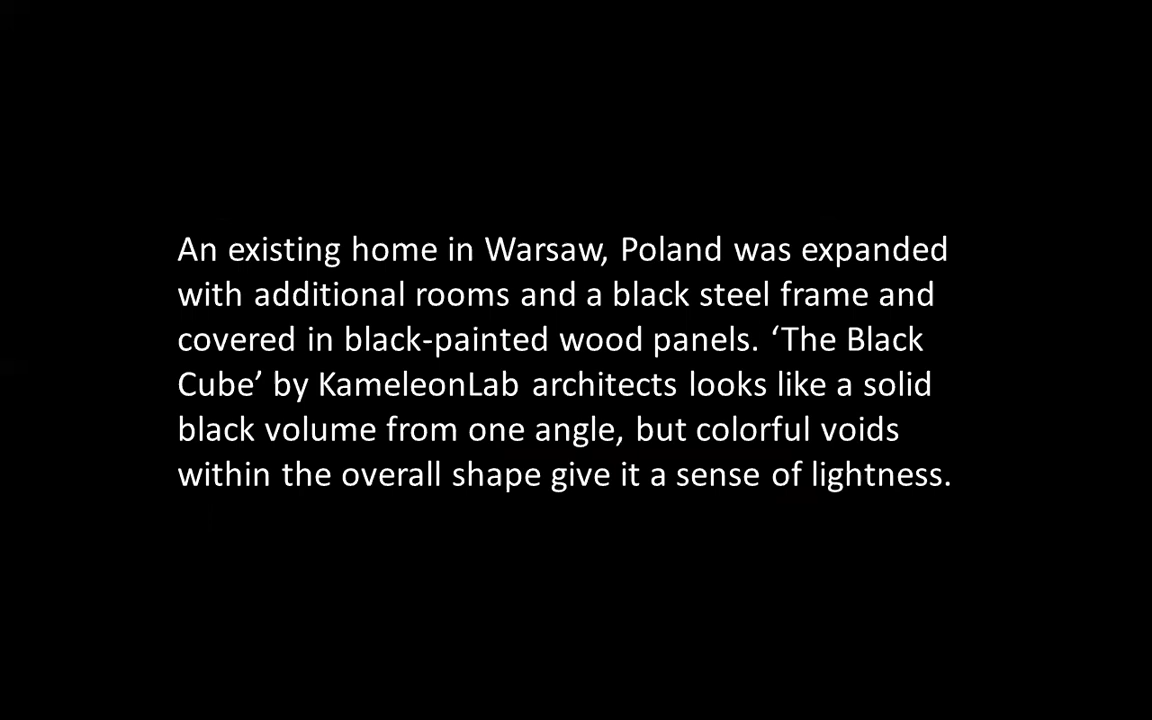 An existing home in Warsaw, Poland was expanded
with additional rooms and a black steel frame and
covered in black-painted wood panels. ‘The Black
Cube’ by KameleonLab architects looks like a solid
black volume from one angle, but colorful voids
within the overall shape give it a sense of lightness.